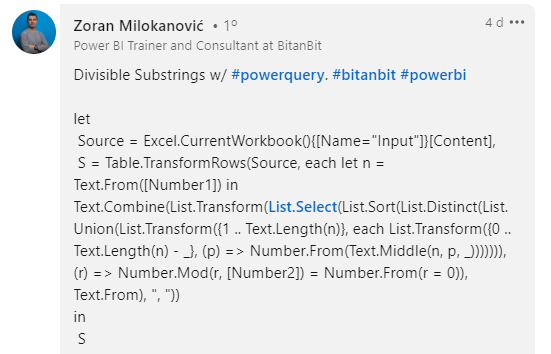 Zoran Milokanović • 1º
4 d •••
Power BI Trainer and Consultant at BitanBit
Divisible Substrings w/ #powerquery. #bitanbit #powerbi
let
Source = Excel.CurrentWorkbook(){[Name="Input"]}[Content],
S = Table.TransformRows(Source, each let n =
Text.From([Number1]) in
Text.Combine(List.Transform(List.Select(List.Sort(List.Distinct(List.
Union(List.Transform({1 .. Text.Length(n)}, each List.Transform({0 ..
Text.Length(n) - _}, (p) => Number.From(Text.Middle(n, p, _))))))),
(r) => Number.Mod(r, [Number2]) = Number.From(r = 0)),
Text.From), ", "))
in
S